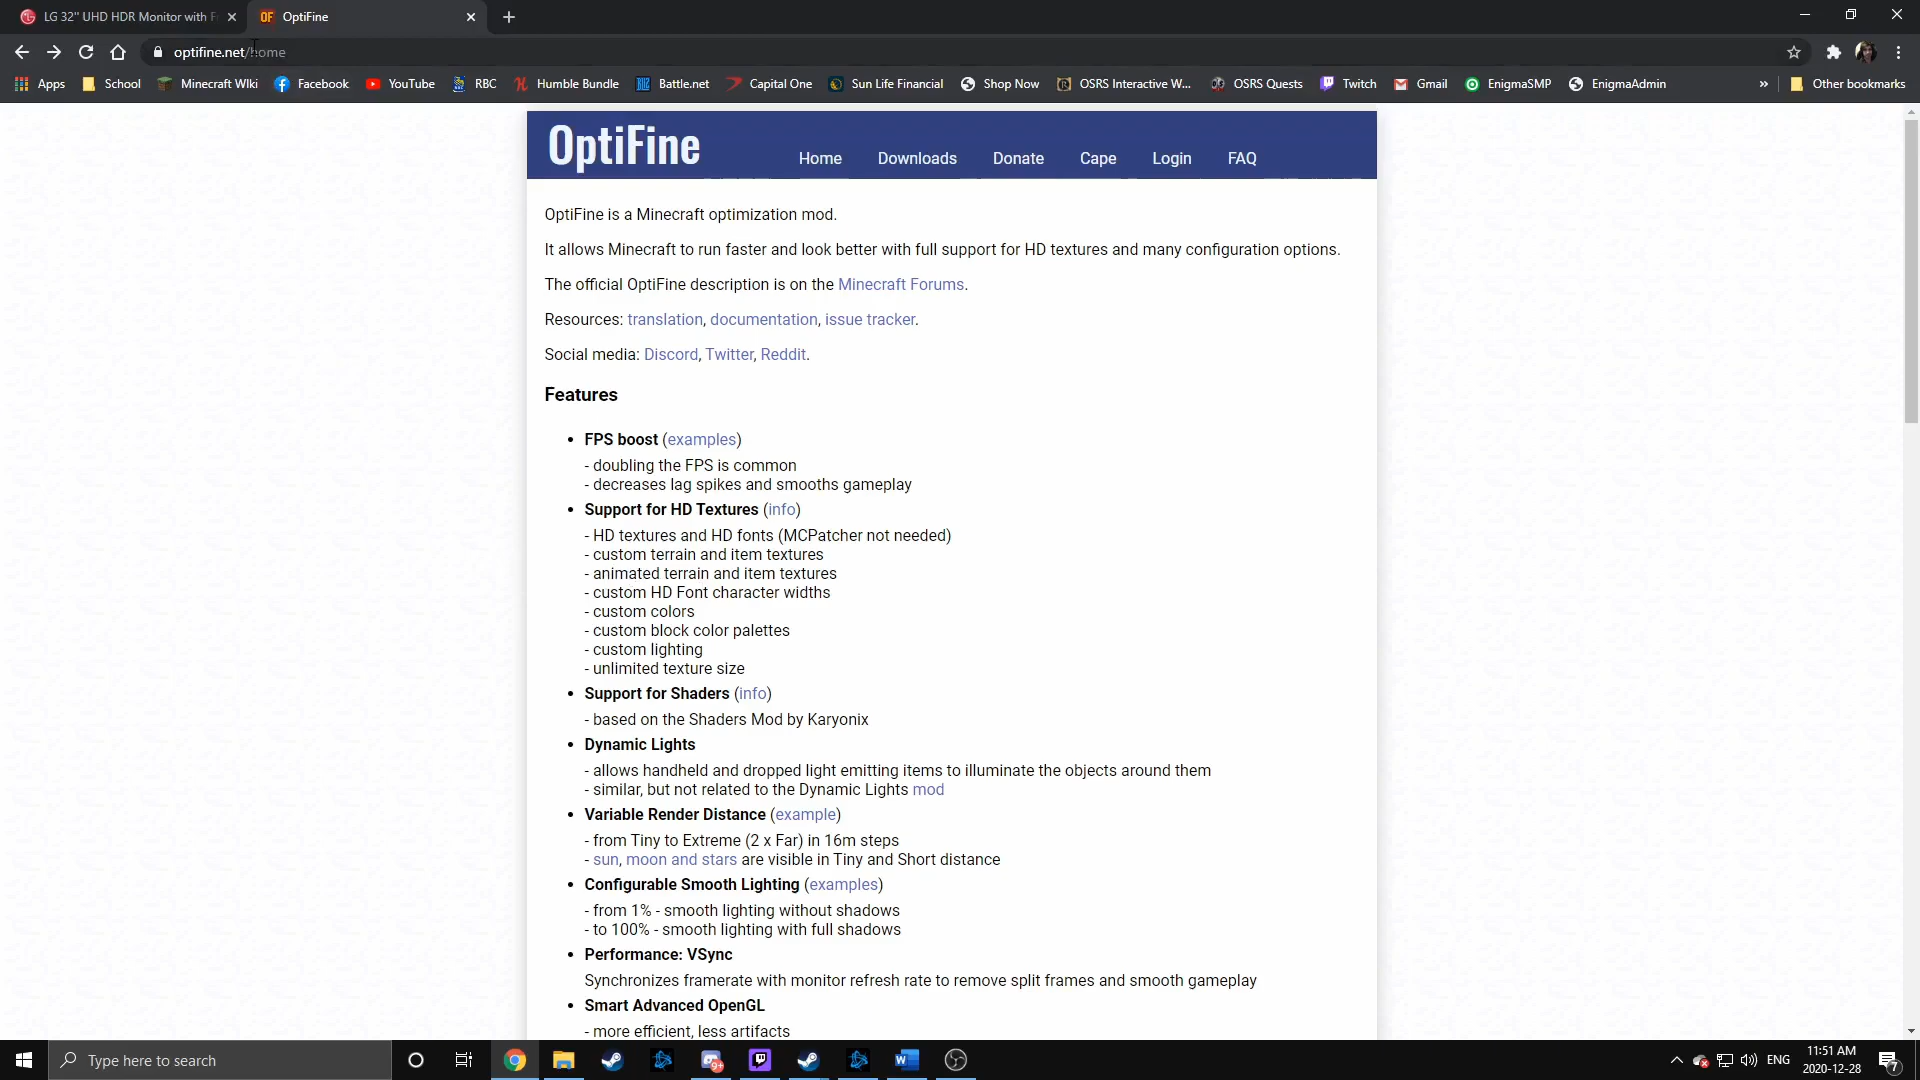 LG 32" UHD HDR Monitor with F
OptiFine
optifine.net/home
Apps
School
Minecraft WIki
Facebook
YouTube
RBC
Humble Bundle
Battle.net
Capital One
Sun Life Financial
Shop Now
OSRS Interactive W...
OSRS Quests
Twitch
Gmail
EnigmaSMP
EnigmaAdmin
»
Other bookmarks
OptiFine
Home
Downloads
Donate
Cape
Login
FAQ
OptiFine is a Minecraft optimization mod.
It allows Minecraft to run faster and look better with full support for HD textures and many configuration options.
The official OptiFine description is on the Minecraft Forums.
Resources: translation, documentation, issue tracker.
Social media: Discord, Twitter, Reddit.
Features
• FPS boost (examples)
- doubling the FPS is common
- decreases lag spikes and smooths gameplay
• Support for HD Textures (info)
- HD textures and HD fonts (MCPatcher not needed)
- custom terrain and item textures
- animated terrain and item textures
- custom HD Font character widths
- custom colors
- custom block color palettes
- custom lighting
- unlimited texture size
• Support for Shaders (info)
- based on the Shaders Mod by Karyonix
• Dynamic Lights
- allows handheld and dropped light emitting items to illuminate the objects around them
- similar, but not related to the Dynamic Lights mod
• Variable Render Distance (example)
- from Tiny to Extreme (2 x Far) in 16m steps
- sun, moon and stars are visible in Tiny and Short distance
• Configurable Smooth Lighting (examples)
- from 1% - smooth lighting without shadows
- to 100% - smooth lighting with full shadows
• Performance: VSync
Synchronizes framerate with monitor refresh rate to remove split frames and smooth gameplay
• Smart Advanced OpenGL
- more efficient, less artifacts
Type here to search
9+
ENG
11:51 AM
2020-12-28
7